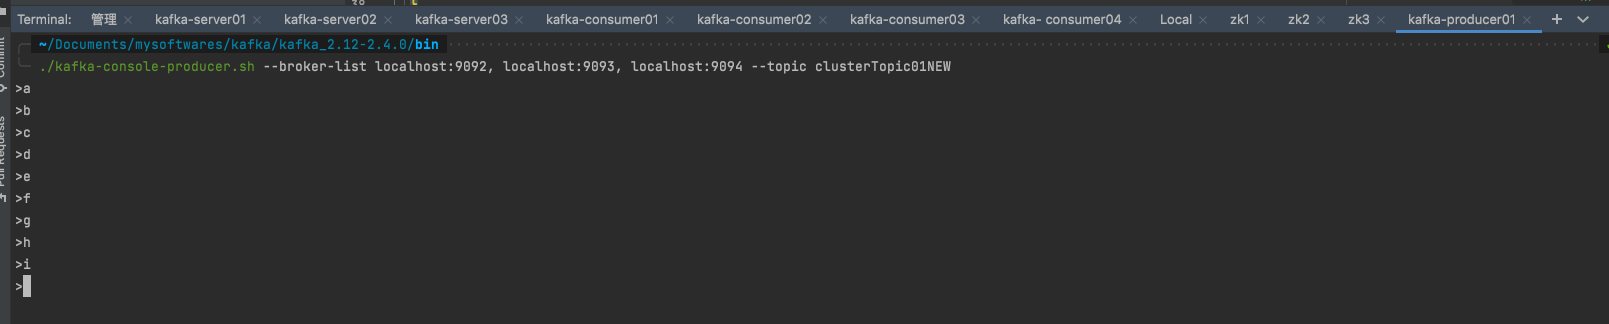 39
Terminal: 管理 × kafka-server01 × kafka-server02 × kafka-server03 × kafka-consumer01 × kafka-consumer02 × kafka-consumer03 × kafka- consumer04 × Local × zk1 × zk2 × zk3 × kafka-producer01 × +
Commit
Pull Requests
~/Documents/mysoftwares/kafka/kafka_2.12-2.4.0/bin
./kafka-console-producer.sh --broker-list localhost:9092, localhost:9093, localhost:9094 --topic clusterTopic01NEW
>a
>b
>c
>d
>e
>f
>g
>h
>i
>